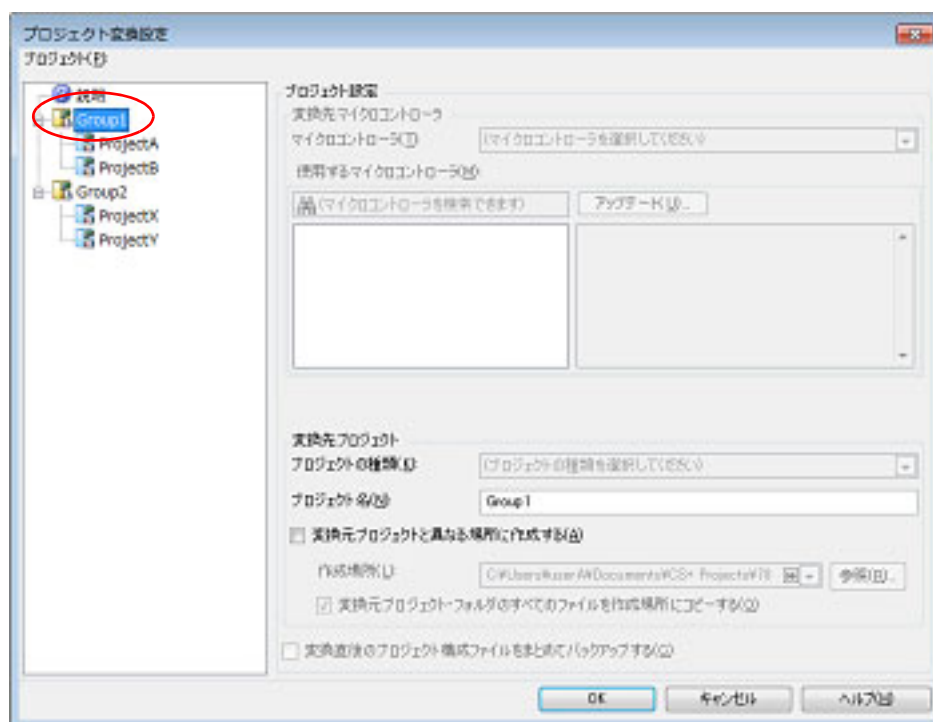 プロジェクト変換設定
プロジェクト(P)
説明
Group1
ProjectA
ProjectB
Group2
ProjectX
ProjectY
プロジェクト設定
変換先マイクロコントローラ
マイクロコントローラ(T)
(マイクロコントローラを選択してください)
使用するマイクロコントローラ(M)
(マイクロコントローラを検索できます)
アップデート(U)...
変換先プロジェクト
プロジェクトの種類(K)
(プロジェクトの種類を選択してください)
プロジェクト名(N)
Group1
変換元プロジェクトと異なる場所に作成する(A)
作成場所(L)
C:¥Users¥userA¥Documents¥CS+ Projects¥78
参照(R)...
変換元プロジェクト・フォルダのすべてのファイルを作成場所にコピーする(O)
変換直後のプロジェクト構成ファイルをまとめてバックアップする(C)
OK
キャンセル
ヘルプ(H)